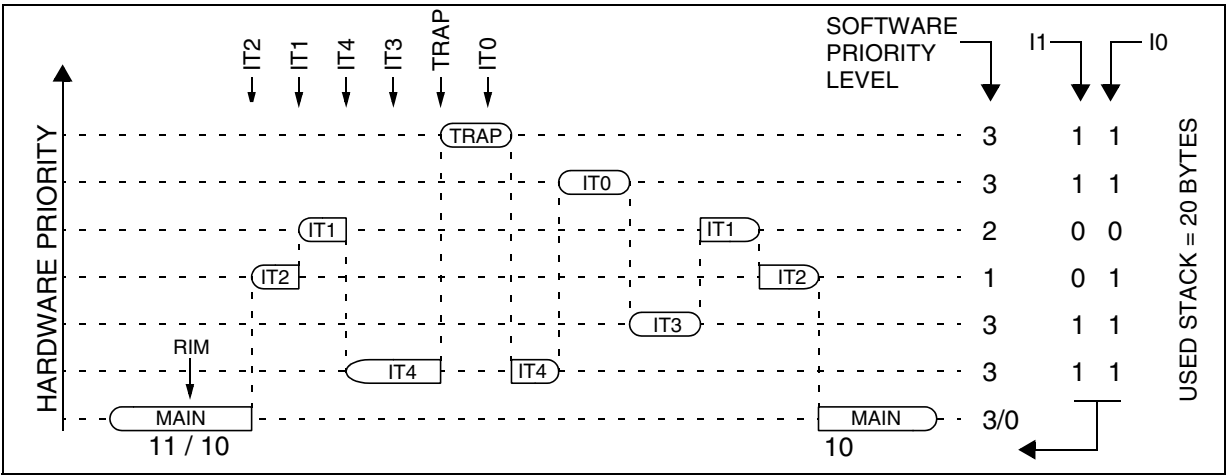 IT2
IT1
IT4
IT3
TRAP
IT0
SOFTWARE
PRIORITY
LEVEL
I1
I0
HARDWARE PRIORITY
TRAP
3 1 1
IT0
3 1 1
IT1
IT1
2 0 0
IT2
IT2
1 0 1
IT3
3 1 1
RIM
IT4
IT4
3 1 1
MAIN
MAIN
3/0
11 / 10
10
USED STACK = 20 BYTES